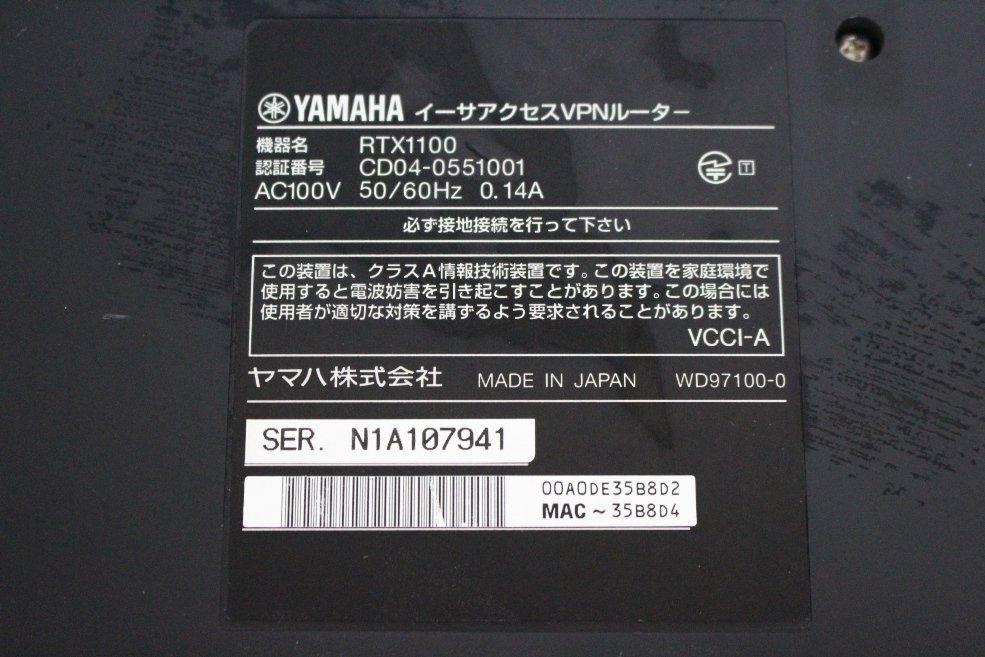 YAMAHA イーサアクセスVPNルーター
機器名 RTX1100
認証番号 CD04-0551001
T
AC100V 50/60Hz 0.14A
必ず接地接続を行って下さい
この装置は、クラスA情報技術装置です。この装置を家庭環境で
使用すると電波妨害を引き起こすことがあります。この場合には
使用者が適切な対策を講ずるよう要求されることがあります。
VCCI-A
ヤマハ株式会社 MADE IN JAPAN WD97100-0
SER. N1A107941
00A0DE35B8D2
MAC ~ 35B8D4